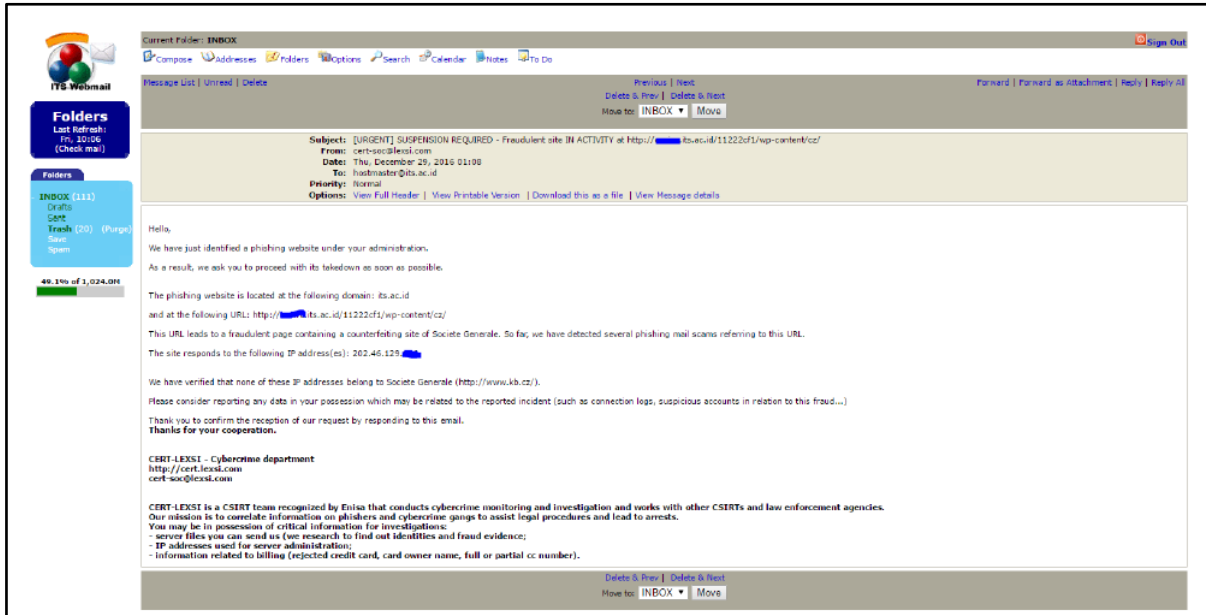 Current Folder: INBOX
Sign Out
Compose Addresses Folders Options Search Calendar Notes To Do
ITS-Webmail
Message List | Unread | Delete
Previous | Next
Forward | Forward as Attachment | Reply | Reply All
Delete & Prev | Delete & Next
Move to: INBOX Move
Folders
Last Refresh:
Fri, 10:06
(Check mail)
Folders
INBOX (111)
Drafts
Sent
Trash (20) (Purge)
Save
Spam
49.1% of 1,024.0M
Subject: [URGENT] SUSPENSION REQUIRED - Fraudulent site IN ACTIVITY at http:// .its.ac.id/11222cf1/wp-content/cz/
From: cert-soc@lexsi.com
Date: Thu, December 29, 2016 01:08
To: hostmaster@its.ac.id
Priority: Normal
Options: View Full Header | View Printable Version | Download this as a file | View Message details
Hello,
We have just identified a phishing website under your administration.
As a result, we ask you to proceed with its takedown as soon as possible.
The phishing website is located at the following domain: its.ac.id
and at the following URL: http:// .its.ac.id/11222cf1/wp-content/cz/
This URL leads to a fraudulent page containing a counterfeiting site of Societe Generale. So far, we have detected several phishing mail scams referring to this URL.
The site responds to the following IP address(es): 202.46.129.
We have verified that none of these IP addresses belong to Societe Generale (http://www.kb.cz/).
Please consider reporting any data in your possession which may be related to the reported incident (such as connection logs, suspicious accounts in relation to this fraud...)
Thank you to confirm the reception of our request by responding to this email.
Thanks for your cooperation.
CERT-LEXSI - Cybercrime department
http://cert.lexsi.com
cert-soc@lexsi.com
CERT-LEXSI is a CSIRT team recognized by Enisa that conducts cybercrime monitoring and investigation and works with other CSIRTs and law enforcement agencies.
Our mission is to correlate information on phishers and cybercrime gangs to assist legal procedures and lead to arrests.
You may be in possession of critical information for investigations:
- server files you can send us (we research to find out identities and fraud evidence;
- IP addresses used for server administration;
- information related to billing (rejected credit card, card owner name, full or partial cc number).
Delete & Prev | Delete & Next
Move to: INBOX Move